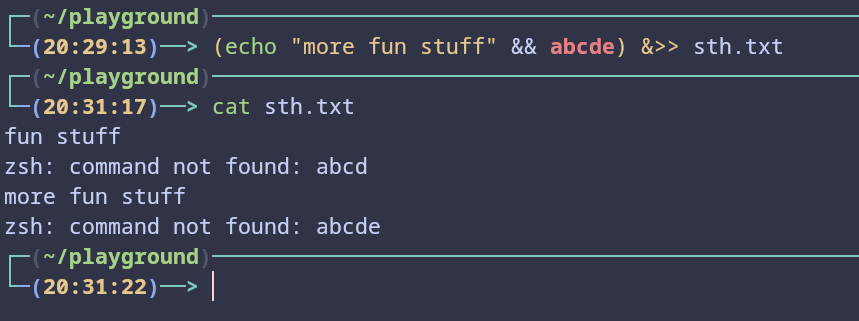 (~/playground)
(20:29:13)—> (echo "more fun stuff" && abcde) &>> sth.txt
(~/playground)
(20:31:17)—> cat sth.txt
fun stuff
zsh: command not found: abcd
more fun stuff
zsh: command not found: abcde
(~/playground)
(20:31:22)—>